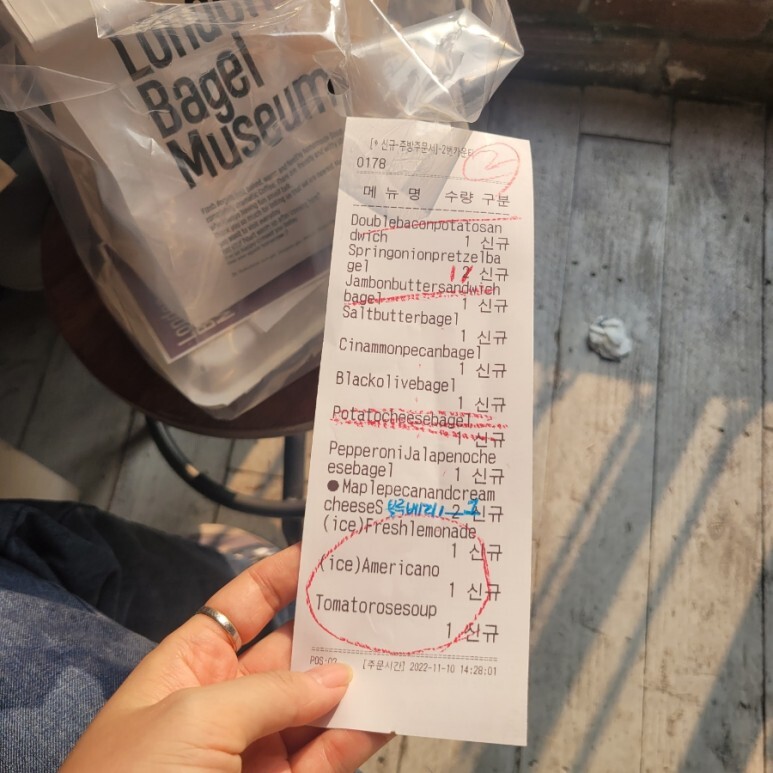 London
Bagel
Museum
[* 신규-주방주문서]-2번카운터
②
0178
메뉴명 수량 구분
Doublebaconpotatosan
dwich 1 신규
Springonionpretzelba
gel 1 2 신규
Jambonbuttersandwich
bagel 1 신규
Saltbutterbagel
1 신규
Cinammonpecanbagel
1 신규
Blackolivebagel
1 신규
Potatocheesebagel
1 신규
PepperoniJalapenoche
esebagel 1 신규
●Maplepecanandcream
cheeseS 2 신규
(ice)Freshlemonade
1 신규
(ice)Americano
1 신규
Tomatorosesoup
1 신규
POS:02 [주문시간] 2022-11-10 14:28:01